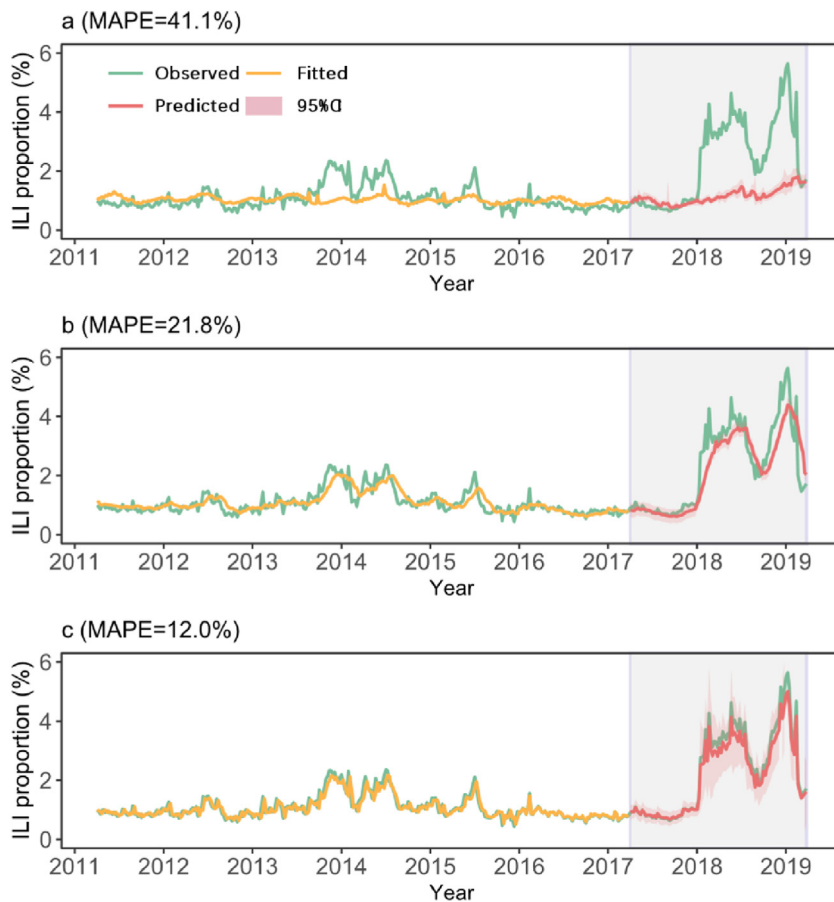 a (MAPE=41.1%)
ILI proportion (%)
6
4
2
0
Observed
Fitted
Predicted
95%CI
2011 2012 2013 2014 2015 2016 2017 2018 2019
Year
b (MAPE=21.8%)
ILI proportion (%)
6
4
2
0
2011 2012 2013 2014 2015 2016 2017 2018 2019
Year
c (MAPE=12.0%)
ILI proportion (%)
6
4
2
0
2011 2012 2013 2014 2015 2016 2017 2018 2019
Year